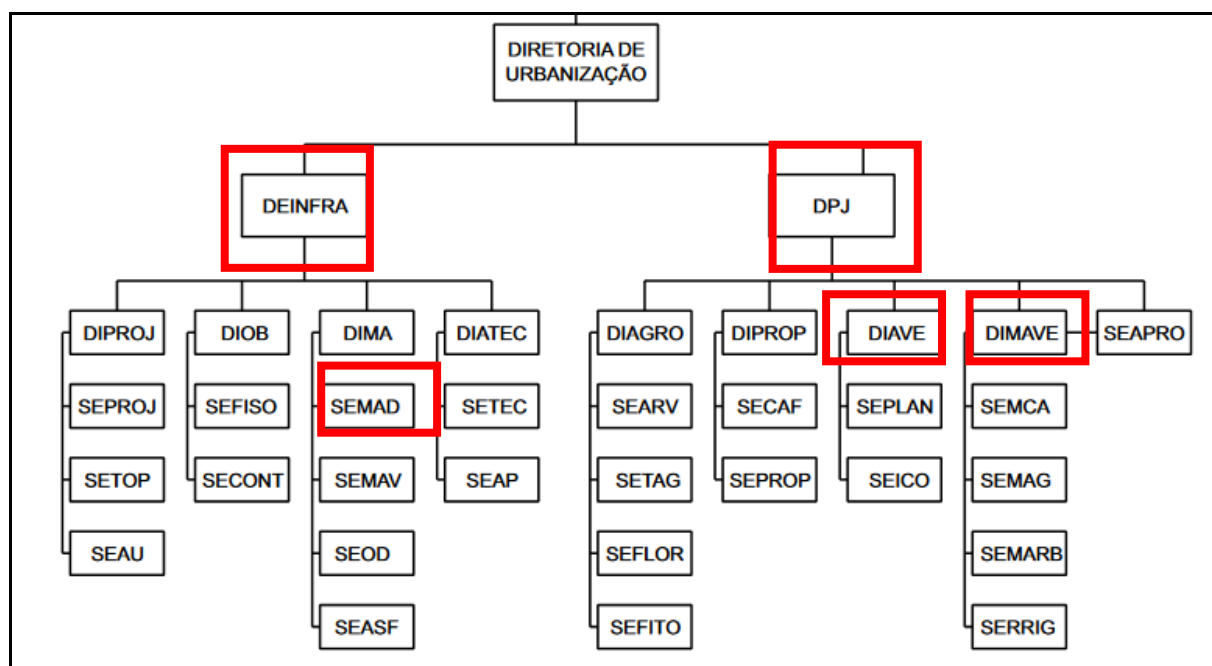 DIRETORIA DE
URBANIZAÇÃO
DEINFRA
DPJ
DIPROJ
DIOB
DIMA
DIATEC
DIAGRO
DIPROP
DIAVE
DIMAVE
SEAPRO
SEPROJ
SEFISO
SEMAD
SETEC
SEARV
SECAF
SEPLAN
SEMCA
SETOP
SECONT
SEMAV
SEAP
SETAG
SEPROP
SEICO
SEMAG
SEAU
SEOD
SEFLOR
SEMARB
SEASF
SEFITO
SERRIG